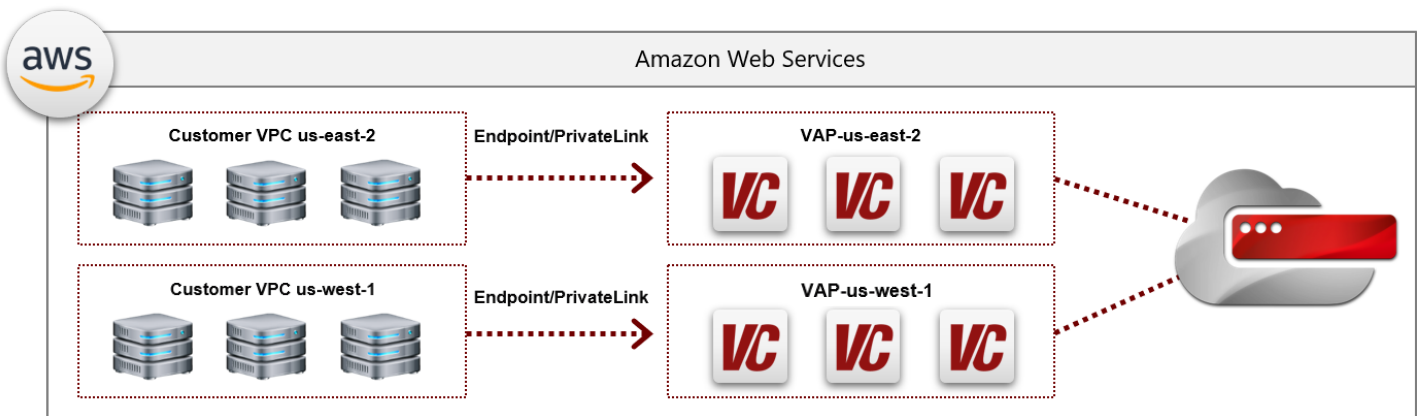 aws
Amazon Web Services
Customer VPC us-east-2
Endpoint/PrivateLink
VAP-us-east-2
VC
VC
VC
Customer VPC us-west-1
Endpoint/PrivateLink
VAP-us-west-1
VC
VC
VC